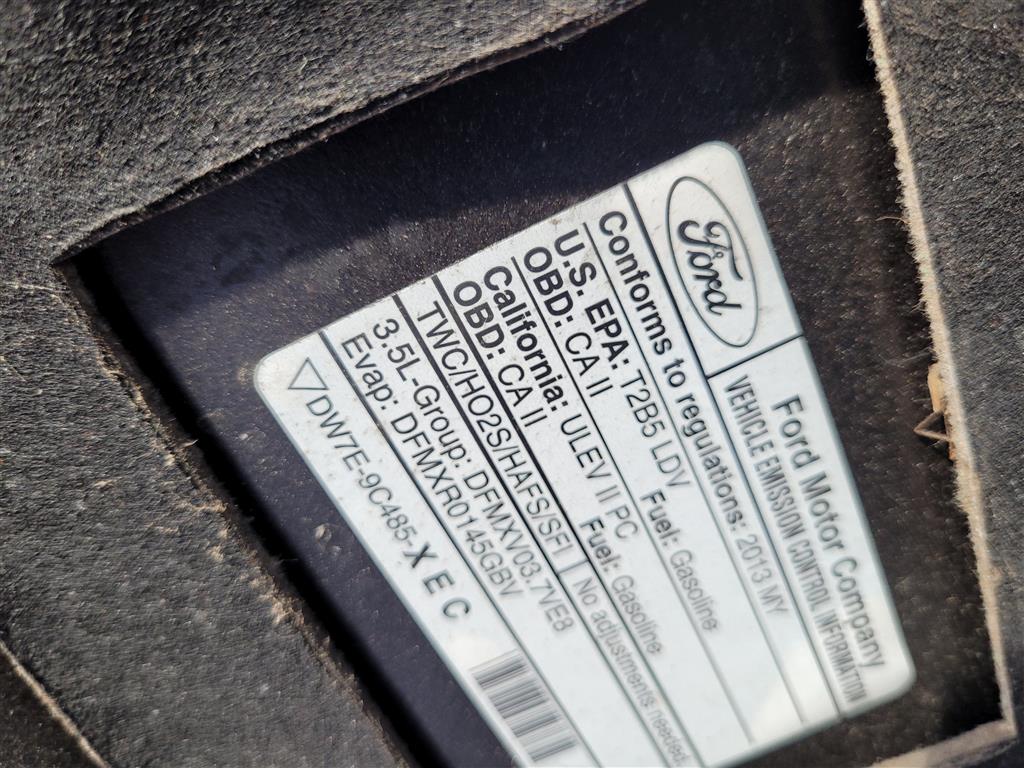 Ford
Ford Motor Company
VEHICLE EMISSION CONTROL INFORMATION
Conforms to regulations: 2013 MY
U.S. EPA: T2B5 LDV Fuel: Gasoline
OBD: CA II
California: ULEV II PC Fuel: Gasoline
OBD: CA II
TWC/HO2S/HAFS/SFI No adjustments needed.
3.5L-Group: DFMXV03.7VE8
Evap: DFMXR0145GBV
▽DW7E-9C485-X E C